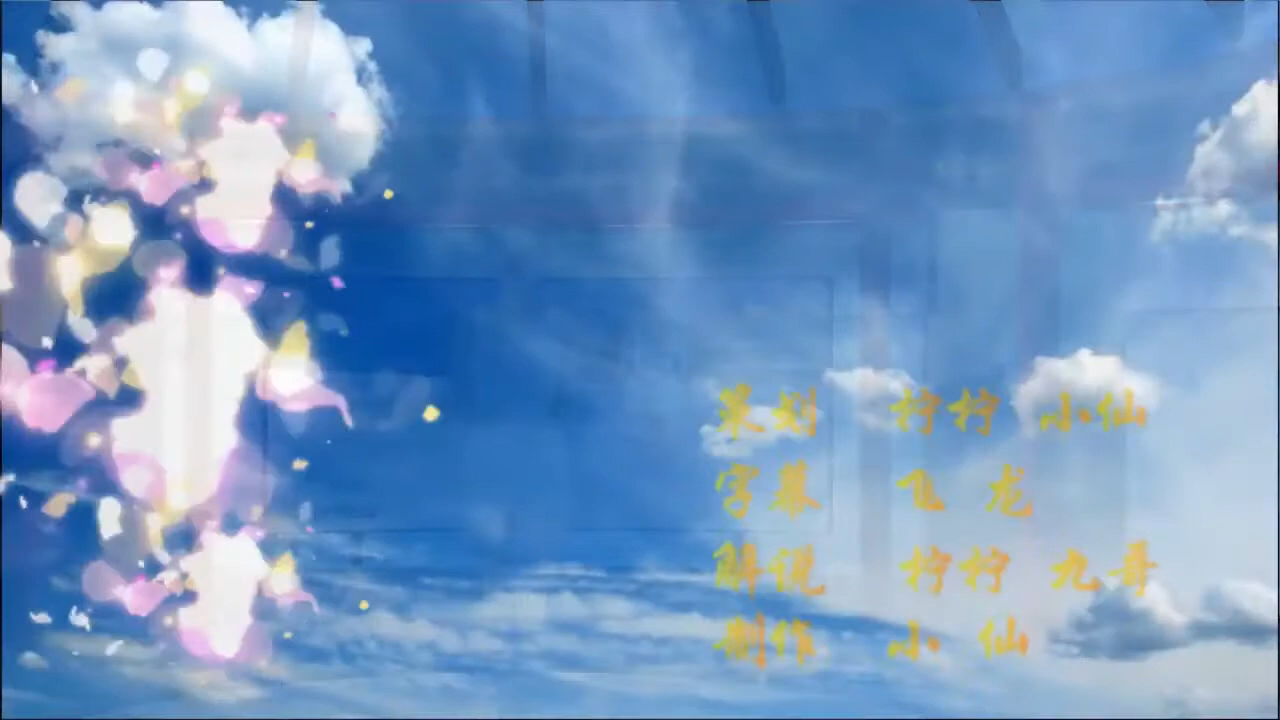 策划 柠柠 小仙
字幕 飞 龙
解说 柠柠 九哥
制作 小 仙